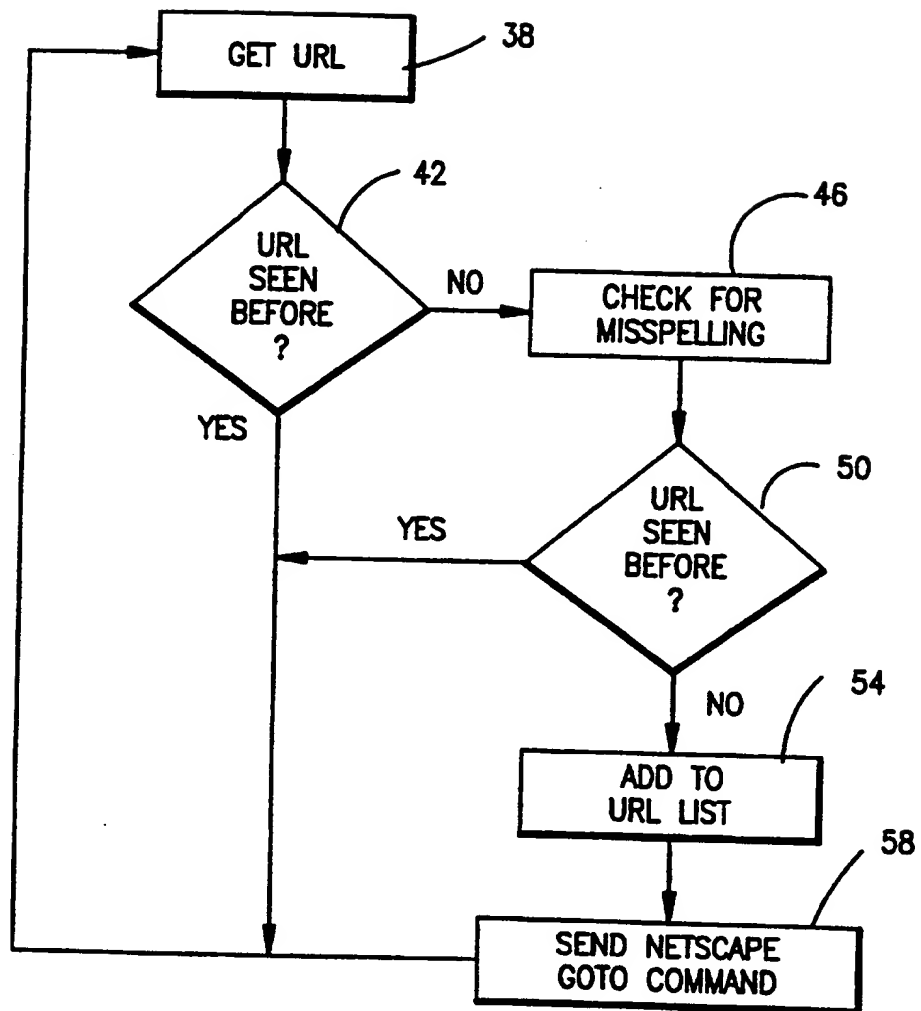 GET URL
38
42
URL
SEEN
BEFORE
?
NO
46
CHECK FOR
MISSPELLING
YES
50
URL
SEEN
BEFORE
?
YES
NO
54
ADD TO
URL LIST
58
SEND NETSCAPE
GOTO COMMAND